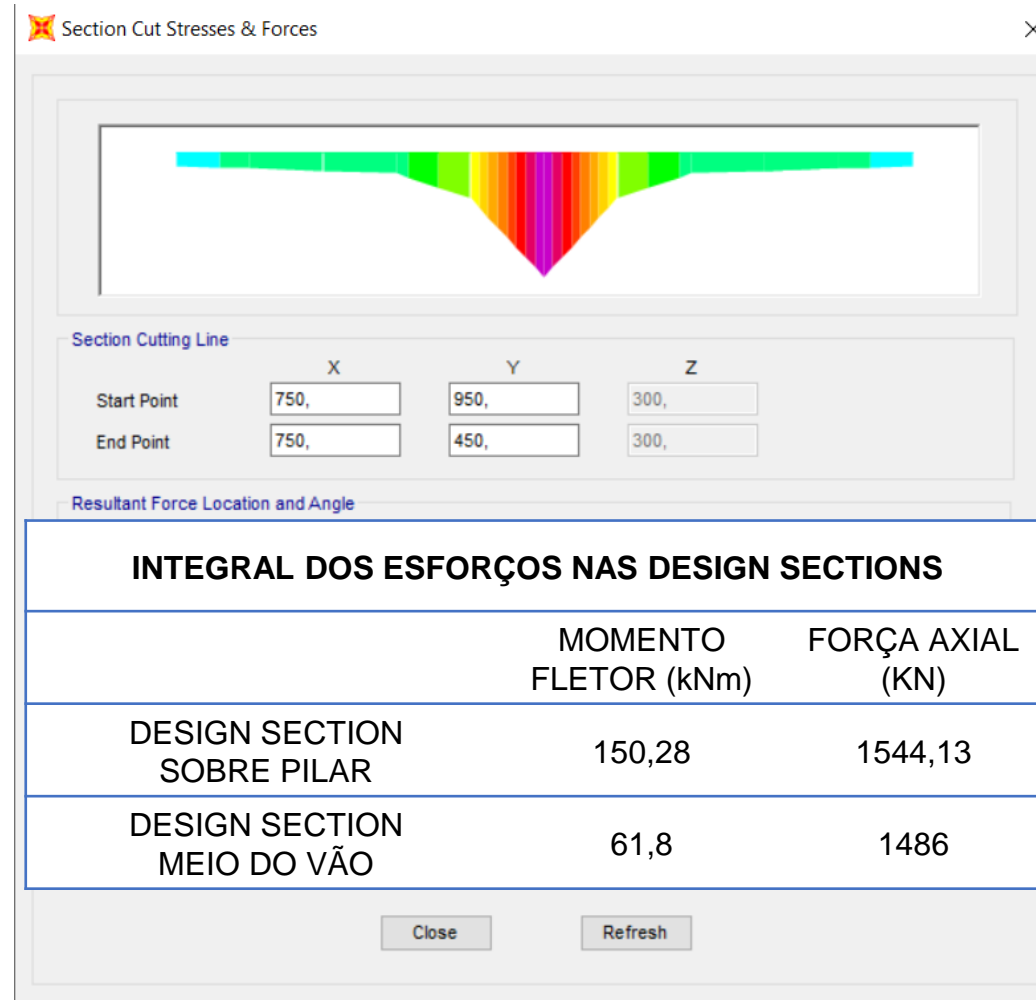 Section Cut Stresses & Forces
Section Cutting Line
X Y Z
Start Point 750, 950, 300,
End Point 750, 450, 300,
Resultant Force Location and Angle
INTEGRAL DOS ESFORÇOS NAS DESIGN SECTIONS
MOMENTO FORÇA AXIAL
FLETOR (kNm) (KN)
DESIGN SECTION
SOBRE PILAR 150,28 1544,13
DESIGN SECTION
MEIO DO VÃO 61,8 1486
Close Refresh